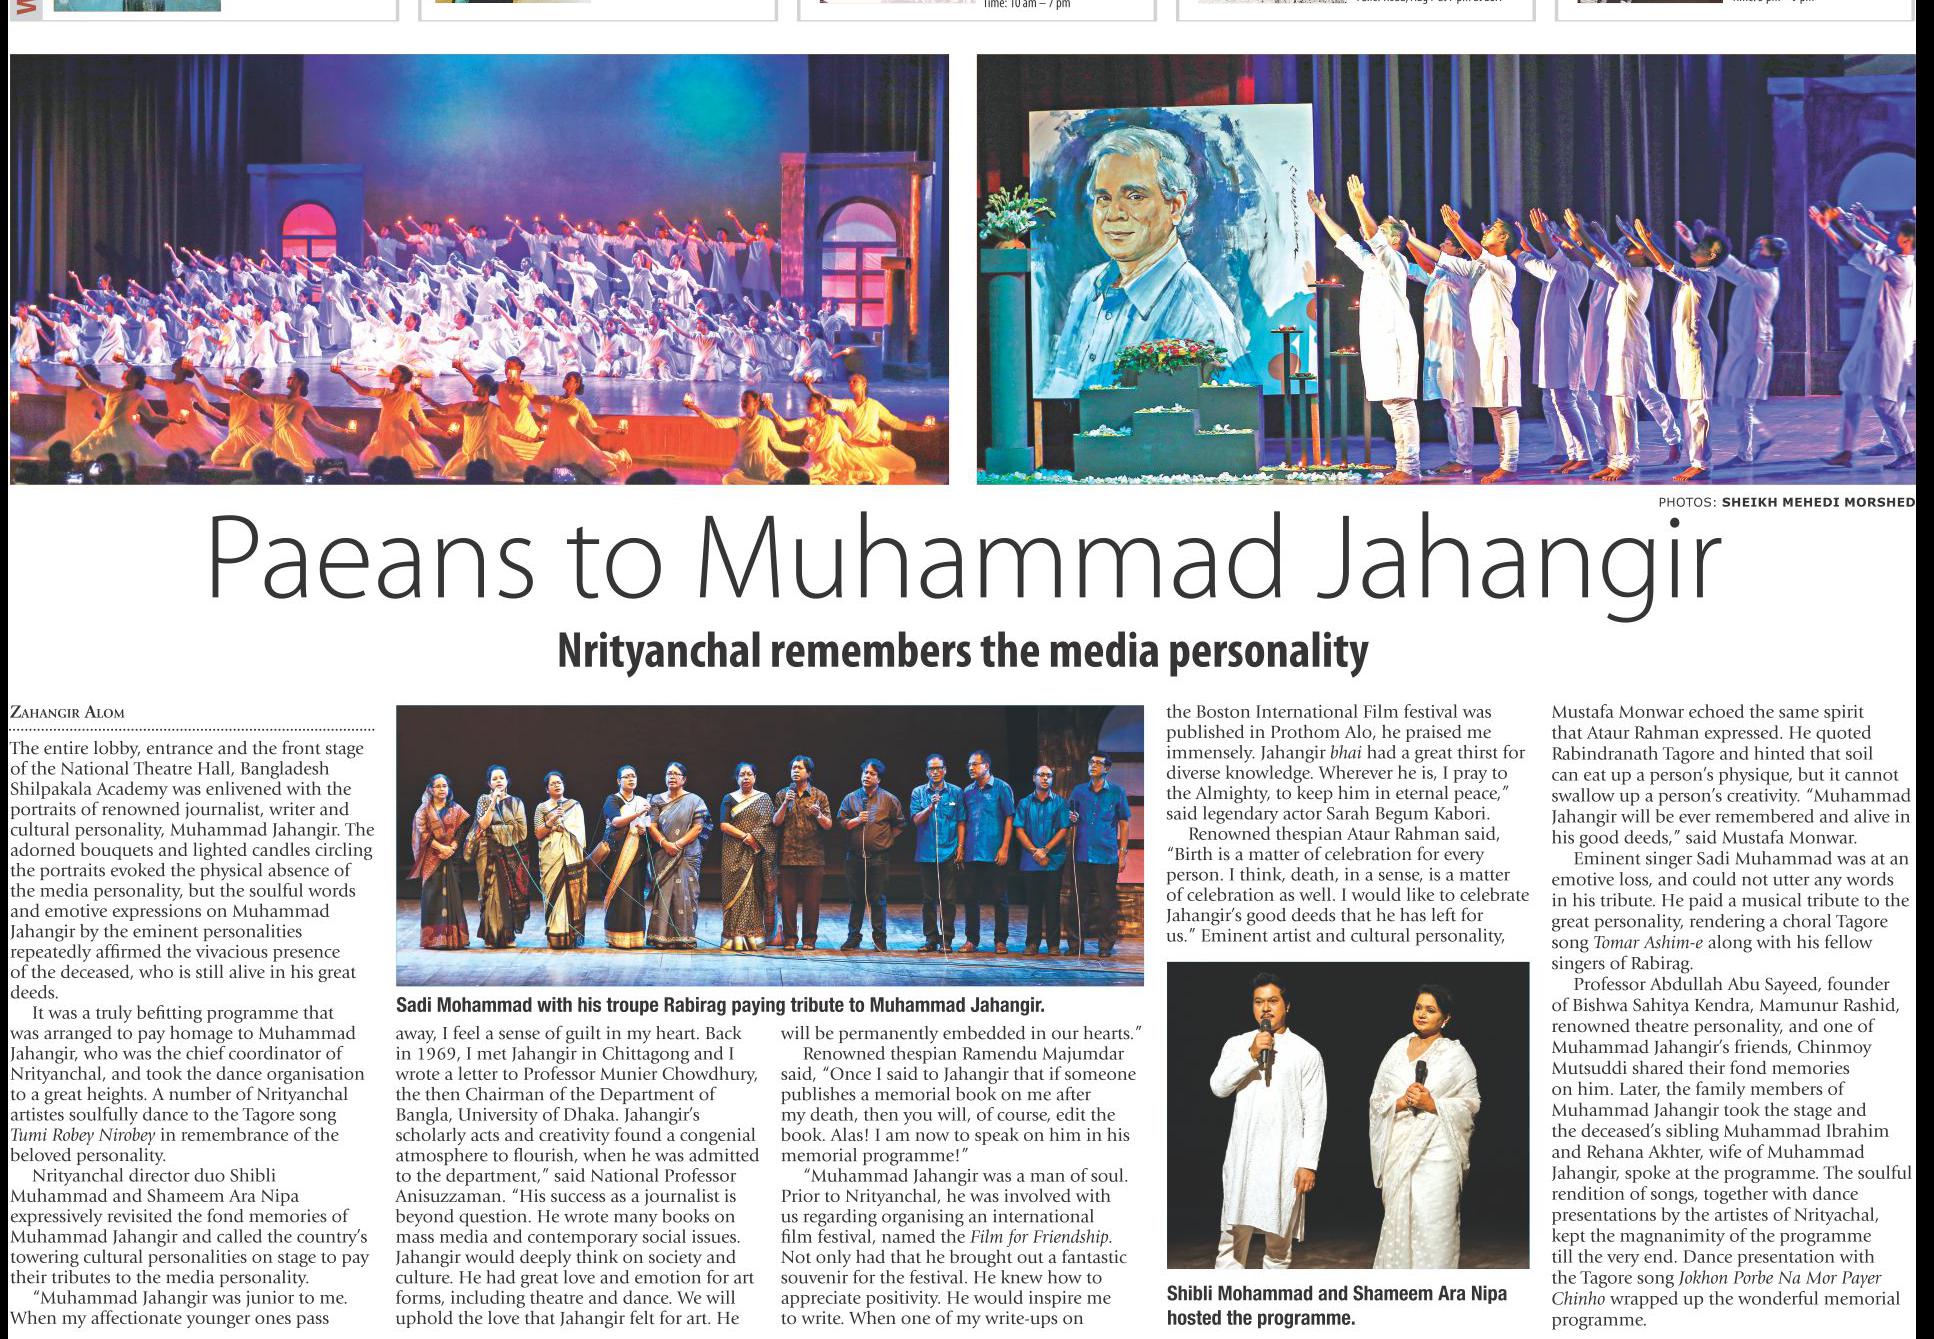 Time: 10 am – 7 pm
PHOTOS: SHEIKH MEHEDI MORSHED
Paeans to Muhammad Jahangir
Nrityanchal remembers the media personality
Zahangir Alom
The entire lobby, entrance and the front stage
of the National Theatre Hall, Bangladesh
Shilpakala Academy was enlivened with the
portraits of renowned journalist, writer and
cultural personality, Muhammad Jahangir. The
adorned bouquets and lighted candles circling
the portraits evoked the physical absence of
the media personality, but the soulful words
and emotive expressions on Muhammad
Jahangir by the eminent personalities
repeatedly affirmed the vivacious presence
of the deceased, who is still alive in his great
deeds.
It was a truly befitting programme that
was arranged to pay homage to Muhammad
Jahangir, who was the chief coordinator of
Nrityanchal, and took the dance organisation
to a great heights. A number of Nrityanchal
artistes soulfully dance to the Tagore song
Tumi Robey Nirobey in remembrance of the
beloved personality.
Nrityanchal director duo Shibli
Muhammad and Shameem Ara Nipa
expressively revisited the fond memories of
Muhammad Jahangir and called the country's
towering cultural personalities on stage to pay
their tributes to the media personality.
"Muhammad Jahangir was junior to me.
When my affectionate younger ones pass
Sadi Mohammad with his troupe Rabirag paying tribute to Muhammad Jahangir.
away, I feel a sense of guilt in my heart. Back
in 1969, I met Jahangir in Chittagong and I
wrote a letter to Professor Munier Chowdhury,
the then Chairman of the Department of
Bangla, University of Dhaka. Jahangir's
scholarly acts and creativity found a congenial
atmosphere to flourish, when he was admitted
to the department," said National Professor
Anisuzzaman. "His success as a journalist is
beyond question. He wrote many books on
mass media and contemporary social issues.
Jahangir would deeply think on society and
culture. He had great love and emotion for art
forms, including theatre and dance. We will
uphold the love that Jahangir felt for art. He
will be permanently embedded in our hearts."
Renowned thespian Ramendu Majumdar
said, "Once I said to Jahangir that if someone
publishes a memorial book on me after
my death, then you will, of course, edit the
book. Alas! I am now to speak on him in his
memorial programme!"
"Muhammad Jahangir was a man of soul.
Prior to Nrityanchal, he was involved with
us regarding organising an international
film festival, named the Film for Friendship.
Not only had that he brought out a fantastic
souvenir for the festival. He knew how to
appreciate positivity. He would inspire me
to write. When one of my write-ups on
the Boston International Film festival was
published in Prothom Alo, he praised me
immensely. Jahangir bhai had a great thirst for
diverse knowledge. Wherever he is, I pray to
the Almighty, to keep him in eternal peace,"
said legendary actor Sarah Begum Kabori.
Renowned thespian Ataur Rahman said,
"Birth is a matter of celebration for every
person. I think, death, in a sense, is a matter
of celebration as well. I would like to celebrate
Jahangir's good deeds that he has left for
us." Eminent artist and cultural personality,
Shibli Mohammad and Shameem Ara Nipa
hosted the programme.
Mustafa Monwar echoed the same spirit
that Ataur Rahman expressed. He quoted
Rabindranath Tagore and hinted that soil
can eat up a person's physique, but it cannot
swallow up a person's creativity. "Muhammad
Jahangir will be ever remembered and alive in
his good deeds," said Mustafa Monwar.
Eminent singer Sadi Muhammad was at an
emotive loss, and could not utter any words
in his tribute. He paid a musical tribute to the
great personality, rendering a choral Tagore
song Tomar Ashim-e along with his fellow
singers of Rabirag.
Professor Abdullah Abu Sayeed, founder
of Bishwa Sahitya Kendra, Mamunur Rashid,
renowned theatre personality, and one of
Muhammad Jahangir's friends, Chinmoy
Mutsuddi shared their fond memories
on him. Later, the family members of
Muhammad Jahangir took the stage and
the deceased's sibling Muhammad Ibrahim
and Rehana Akhter, wife of Muhammad
Jahangir, spoke at the programme. The soulful
rendition of songs, together with dance
presentations by the artistes of Nrityachal,
kept the magnanimity of the programme
till the very end. Dance presentation with
the Tagore song Jokhon Porbe Na Mor Payer
Chinho wrapped up the wonderful memorial
programme.